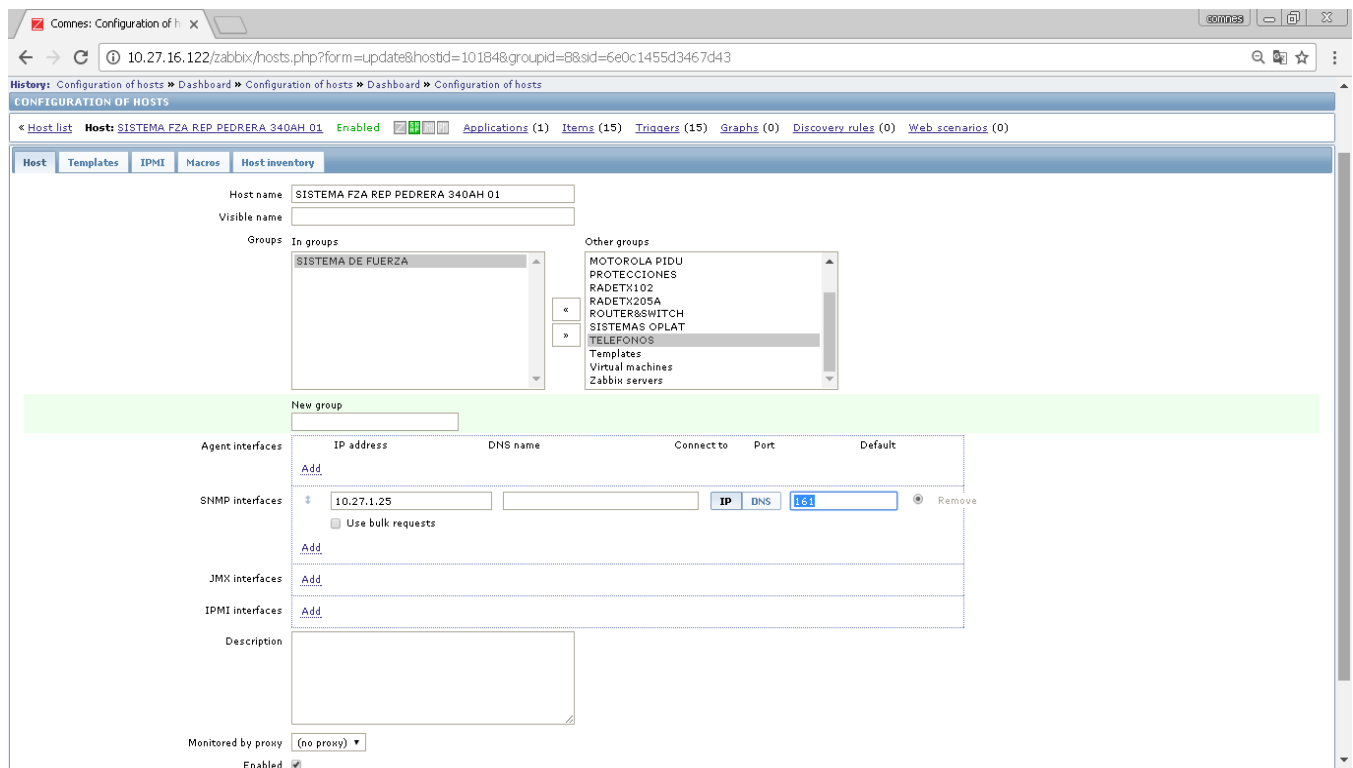 Comnes: Configuration of h
comnes
10.27.16.122/zabbix/hosts.php?form=update&hostid=10184&groupid=8&sid=6e0c1455d3467d43
History: Configuration of hosts » Dashboard » Configuration of hosts » Dashboard » Configuration of hosts
CONFIGURATION OF HOSTS
« Host list Host: SISTEMA FZA REP PEDRERA 340AH 01 Enabled Applications (1) Items (15) Triggers (15) Graphs (0) Discovery rules (0) Web scenarios (0)
Host Templates IPMI Macros Host inventory
Host name SISTEMA FZA REP PEDRERA 340AH 01
Visible name
Groups In groups Other groups
SISTEMA DE FUERZA
MOTOROLA PIDU
PROTECCIONES
RADETX102
RADETX205A
ROUTER&SWITCH
SISTEMAS OPLAT
TELEFONOS
Templates
Virtual machines
Zabbix servers
«
»
New group
Agent interfaces IP address DNS name Connect to Port Default
Add
SNMP interfaces 10.27.1.25 IP DNS 161 Remove
Use bulk requests
Add
JMX interfaces Add
IPMI interfaces Add
Description
Monitored by proxy (no proxy)
Enabled